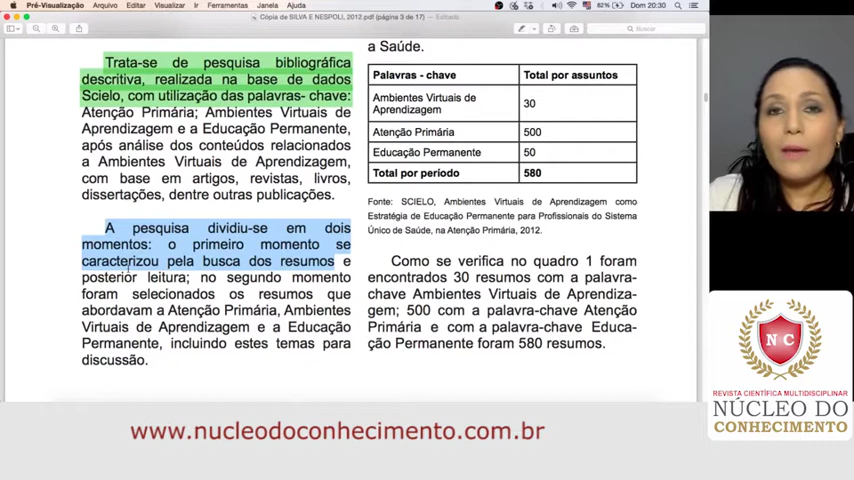 Pré-Visualização Arquivo Editar Visualizar Ir Ferramentas Janela Ajuda 82% Dom 20:30
Cópia de SILVA E NESPOLI, 2012.pdf (página 3 de 17) — Editado
Buscar
Trata-se de pesquisa bibliográfica
descritiva, realizada na base de dados
Scielo, com utilização das palavras- chave:
Atenção Primária; Ambientes Virtuais de
Aprendizagem e a Educação Permanente,
após análise dos conteúdos relacionados
a Ambientes Virtuais de Aprendizagem,
com base em artigos, revistas, livros,
dissertações, dentre outras publicações.
A pesquisa dividiu-se em dois
momentos: o primeiro momento se
caracterizou pela busca dos resumos e
posterior leitura; no segundo momento
foram selecionados os resumos que
abordavam a Atenção Primária, Ambientes
Virtuais de Aprendizagem e a Educação
Permanente, incluindo estes temas para
discussão.
a Saúde.
Palavras - chave Total por assuntos
Ambientes Virtuais de
Aprendizagem 30
Atenção Primária 500
Educação Permanente 50
Total por período 580
Fonte: SCIELO, Ambientes Virtuais de Aprendizagem como
Estratégia de Educação Permanente para Profissionais do Sistema
Único de Saúde, na Atenção Primária, 2012.
Como se verifica no quadro 1 foram
encontrados 30 resumos com a palavra-
chave Ambientes Virtuais de Aprendiza-
gem; 500 com a palavra-chave Atenção
Primária e com a palavra-chave Educa-
ção Permanente foram 580 resumos.
NC
REVISTA CIENTÍFICA MULTIDISCIPLINAR
NÚCLEO DO
CONHECIMENTO
www.nucleodoconhecimento.com.br